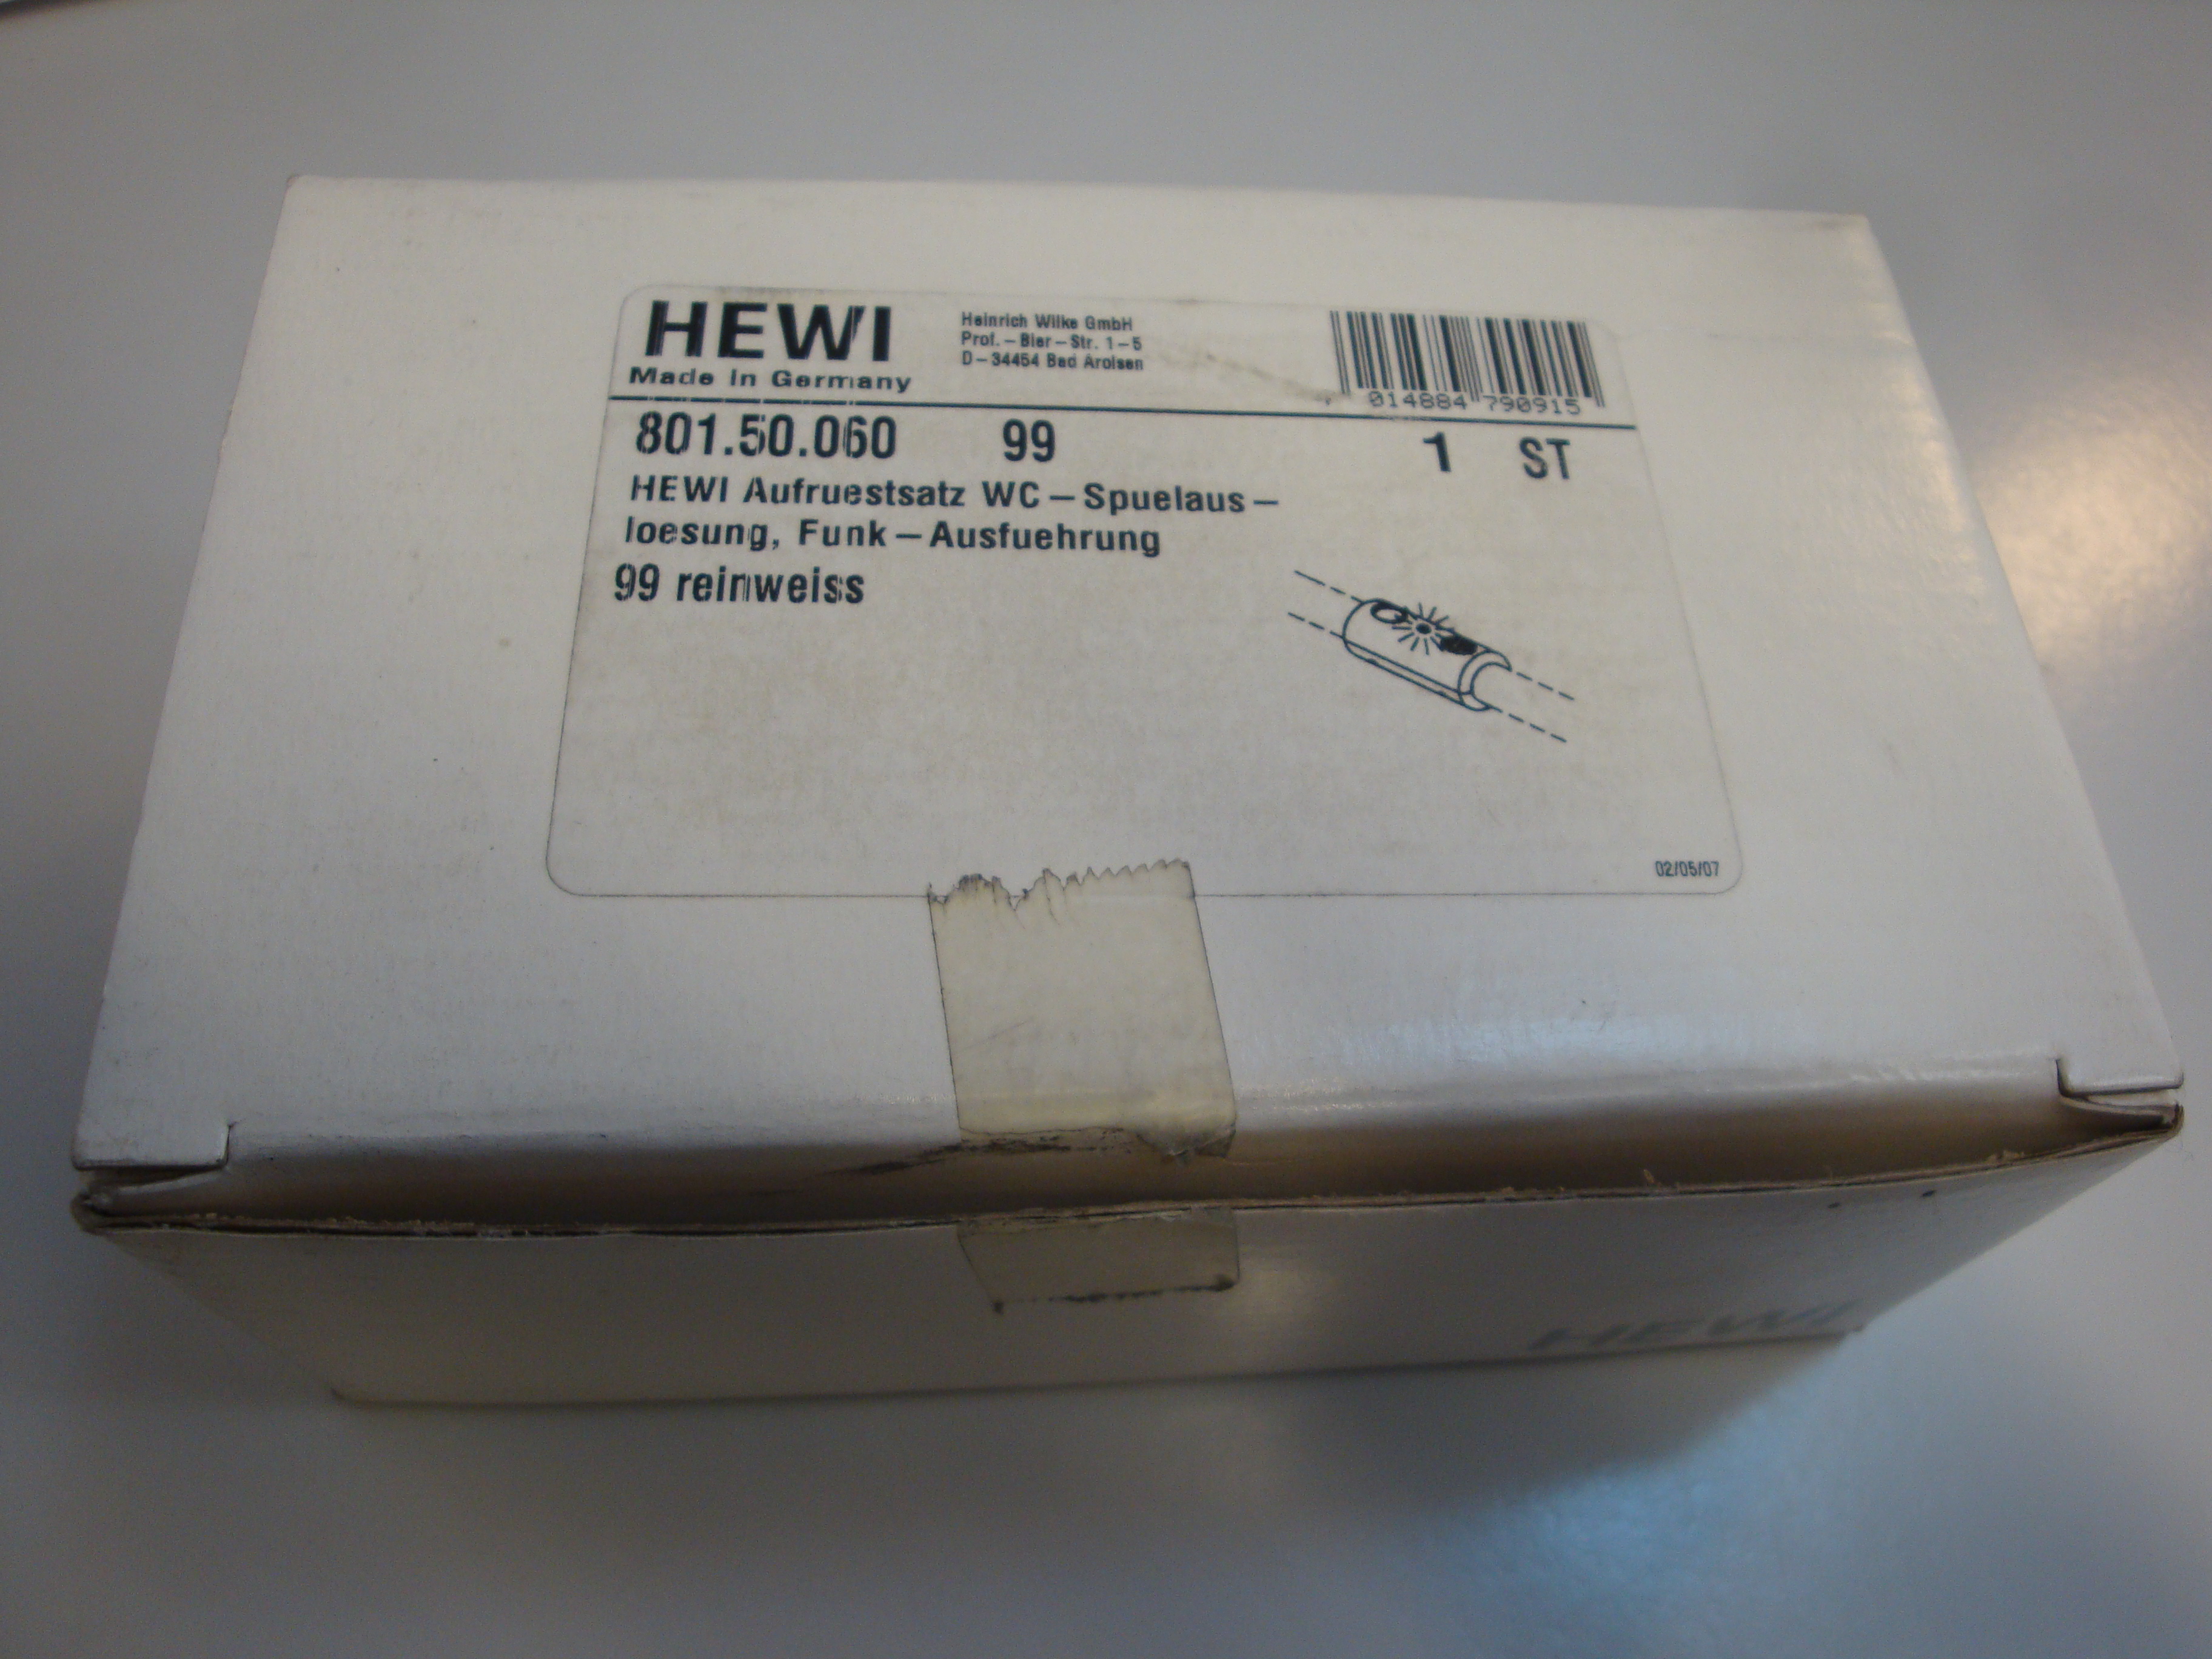 HEWI
Made in Germany
Heinrich Wilke GmbH
Prof.-Bier-Str. 1-5
D-34454 Bad Arolsen
014884 790915
801.50.060 99 1 ST
HEWI Aufruestsatz WC-Spuelaus-
loesung, Funk-Ausfuehrung
99 reinweiss
02/05/07
HEWI